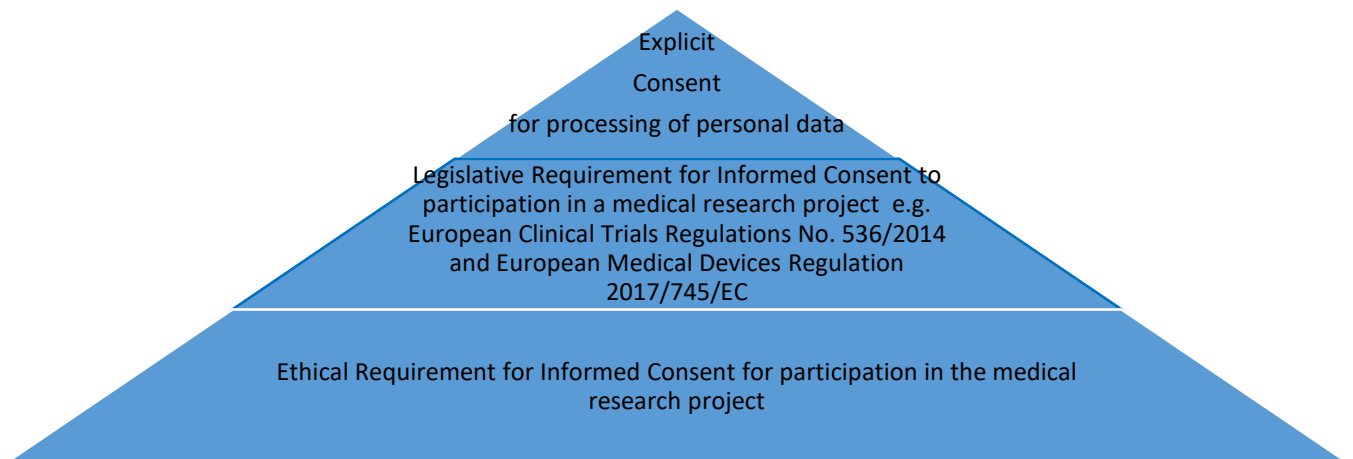 Explicit
Consent
for processing of personal data
Legislative Requirement for Informed Consent to
participation in a medical research project e.g.
European Clinical Trials Regulations No. 536/2014
and European Medical Devices Regulation
2017/745/EC
Ethical Requirement for Informed Consent for participation in the medical
research project